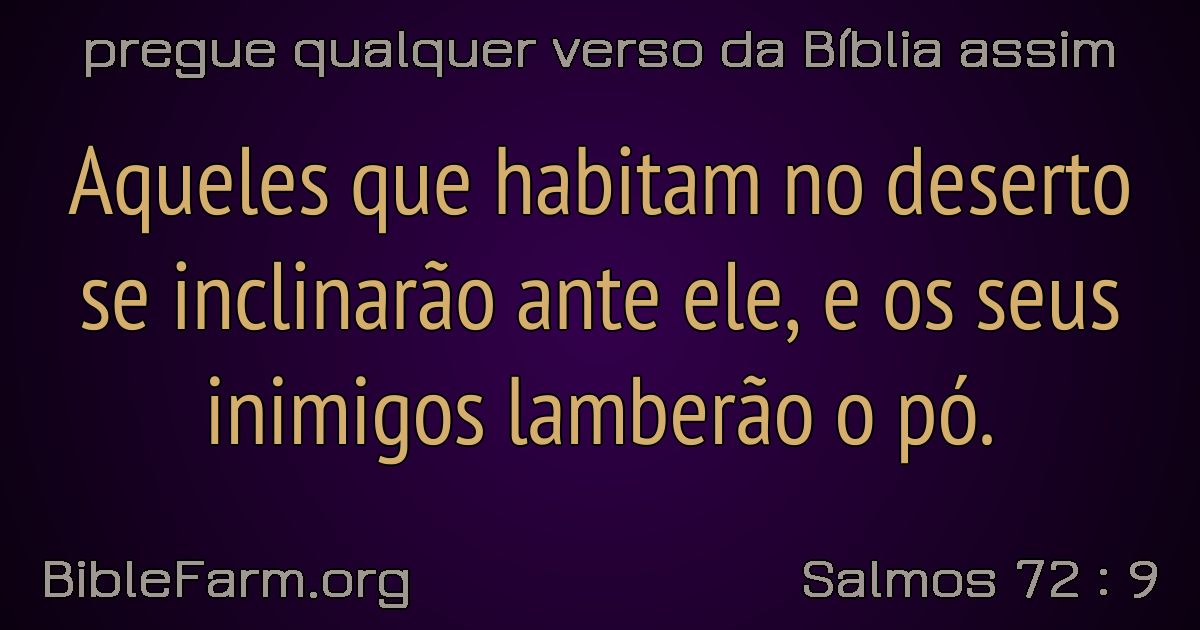 pregue qualquer verso da Bíblia assim
Aqueles que habitam no deserto
se inclinarão ante ele, e os seus
inimigos lamberão o pó.
BibleFarm.org
Salmos 72 : 9